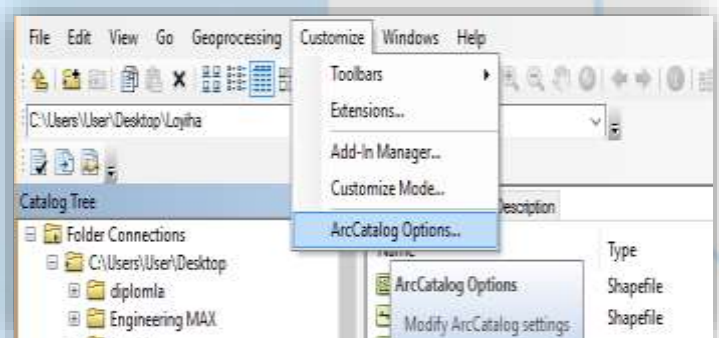 File Edit View Go Geoprocessing Customize Windows Help
Toolbars
Extensions...
C:\Users\User\Desktop\Loyiha
Add-In Manager...
Customize Mode...
Catalog Tree
Description
ArcCatalog Options...
Folder Connections
Name Type
C:\Users\User\Desktop
ArcCatalog Options Shapefile
diplomla
Modify ArcCatalog settings Shapefile
Engineering MAX